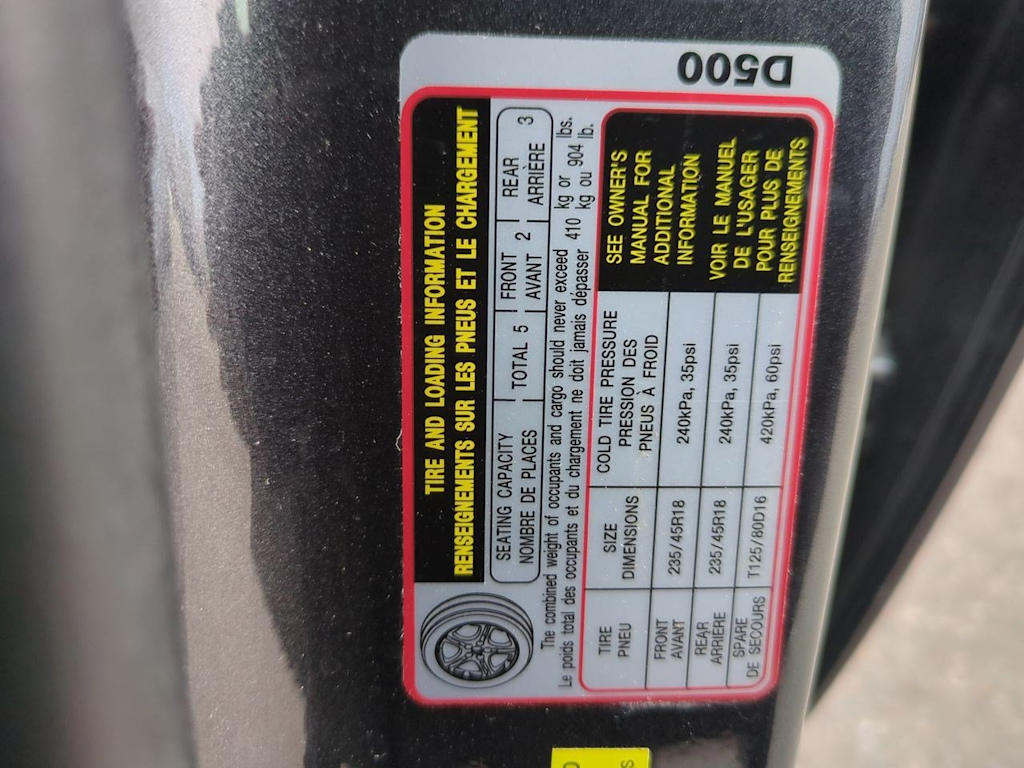 D500
TIRE AND LOADING INFORMATION
RENSEIGNEMENTS SUR LES PNEUS ET LE CHARGEMENT
SEATING CAPACITY TOTAL 5 FRONT 2 REAR 3
NOMBRE DE PLACES AVANT ARRIÈRE
The combined weight of occupants and cargo should never exceed 410 kg or 904 lbs.
Le poids total des occupants et du chargement ne doit jamais dépasser kg ou lb.
TIRE SIZE COLD TIRE PRESSURE
PNEU DIMENSIONS PRESSION DES
PNEUS À FROID
FRONT 235/45R18 240kPa, 35psi
AVANT
REAR 235/45R18 240kPa, 35psi
ARRIÈRE
SPARE T125/80D16 420kPa, 60psi
DE SECOURS
SEE OWNER'S
MANUAL FOR
ADDITIONAL
INFORMATION
VOIR LE MANUEL
DE L'USAGER
POUR PLUS DE
RENSEIGNEMENTS